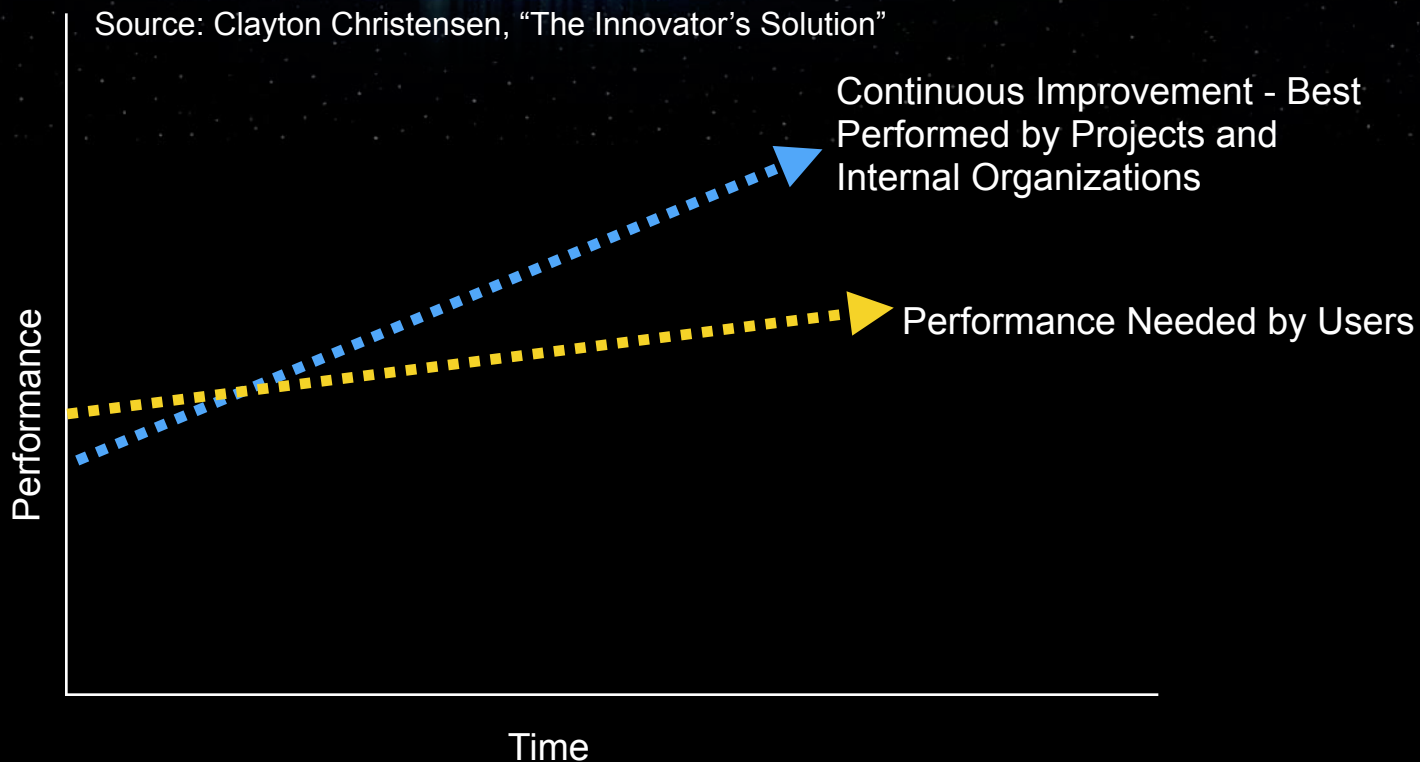 Source: Clayton Christensen, “The Innovator’s Solution”
Continuous Improvement - Best
Performed by Projects and
Internal Organizations
Performance Needed by Users
Performance
Time